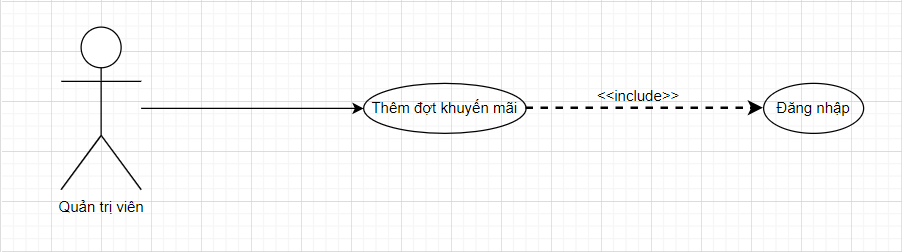 <<include>>
Thêm đợt khuyến mãi
Đăng nhập
Quản trị viên